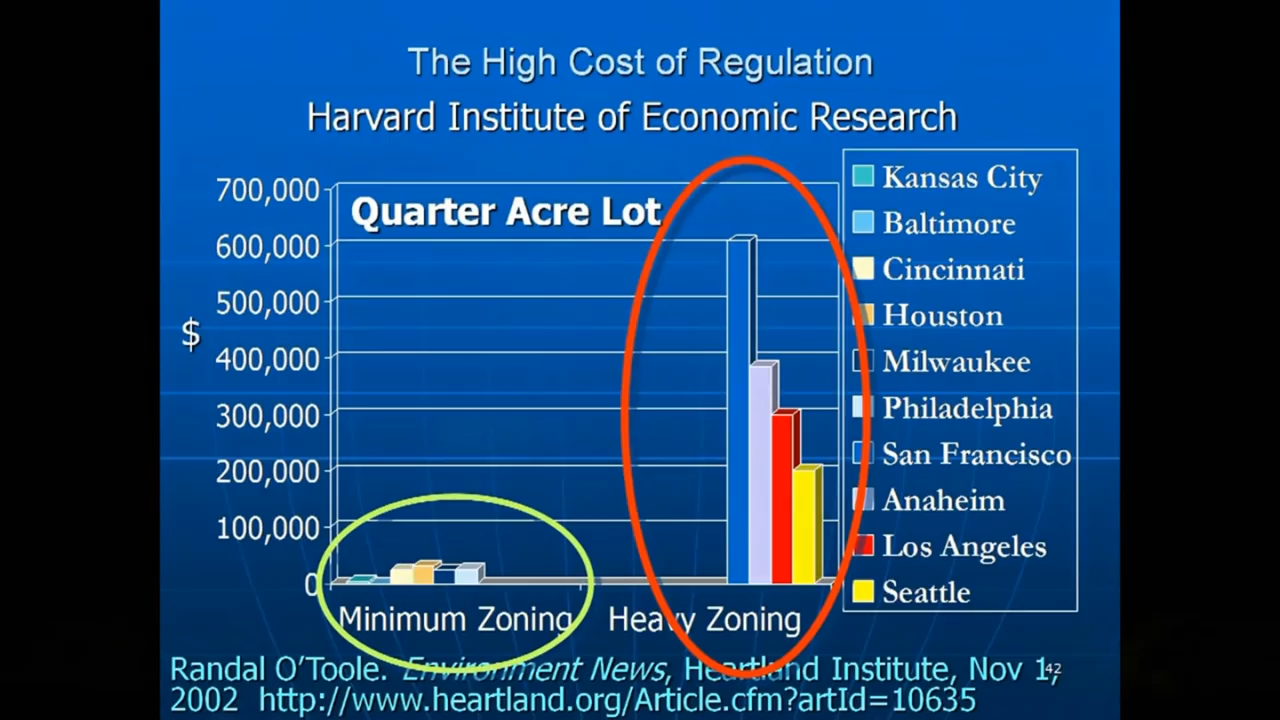 The High Cost of Regulation
Harvard Institute of Economic Research
Quarter Acre Lot
$
700,000
600,000
500,000
400,000
300,000
200,000
100,000
0
Minimum Zoning
Heavy Zoning
Kansas City
Baltimore
Cincinnati
Houston
Milwaukee
Philadelphia
San Francisco
Anaheim
Los Angeles
Seattle
Randal O'Toole. Environment News, Heartland Institute, Nov 1,
42
2002 http://www.heartland.org/Article.cfm?artId=10635